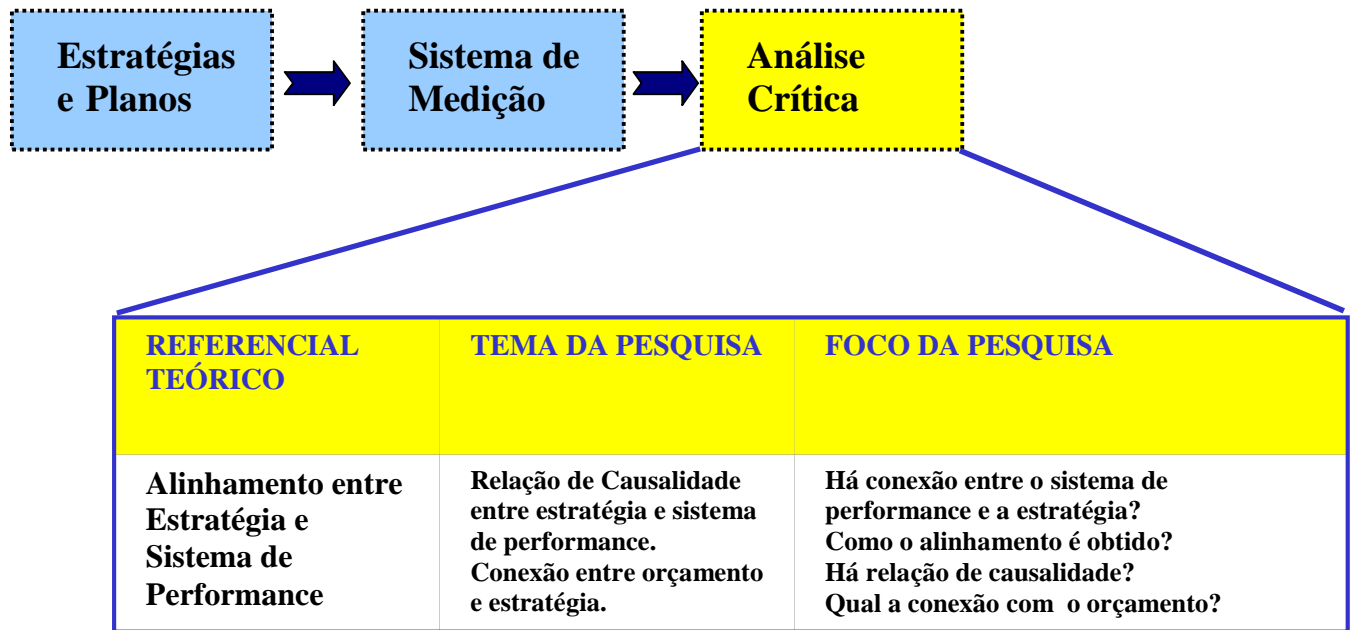 Estratégias
e Planos
Sistema de
Medição
Análise
Crítica
REFERENCIAL
TEÓRICO
TEMA DA PESQUISA
FOCO DA PESQUISA
Alinhamento entre
Estratégia e
Sistema de
Performance
Relação de Causalidade
entre estratégia e sistema
de performance.
Conexão entre orçamento
e estratégia.
Há conexão entre o sistema de
performance e a estratégia?
Como o alinhamento é obtido?
Há relação de causalidade?
Qual a conexão com o orçamento?